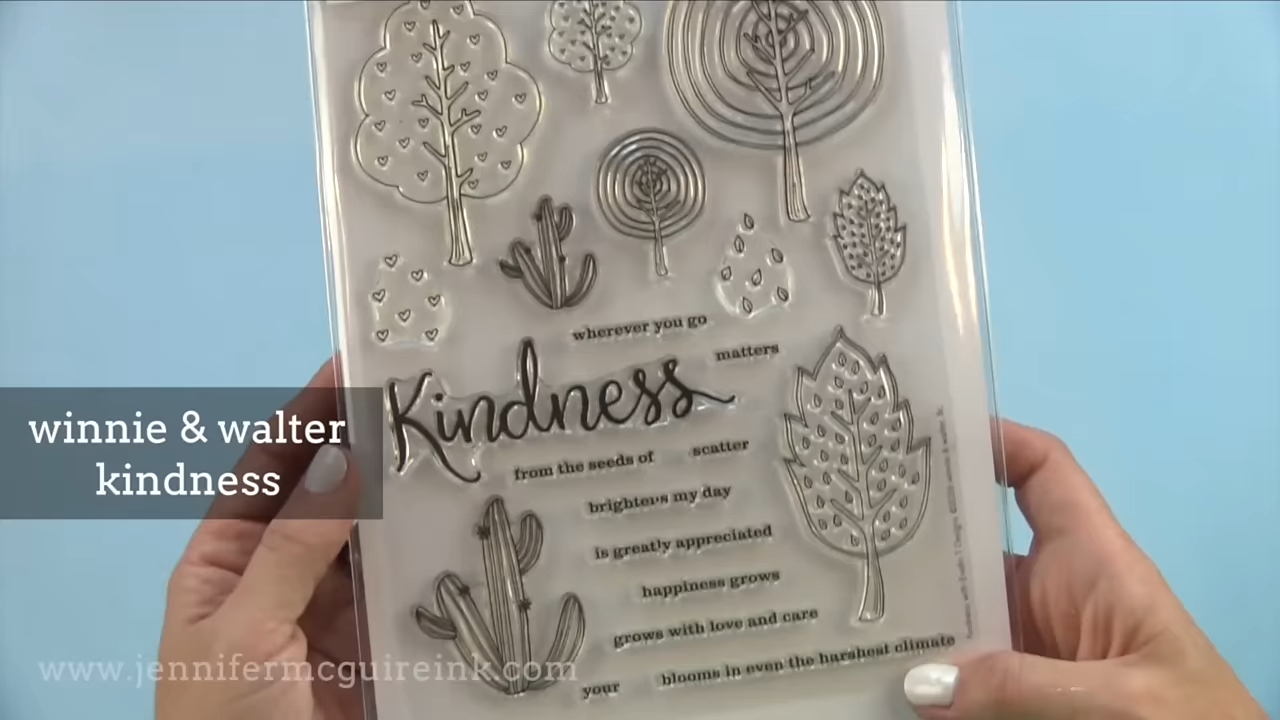 wherever you go
matters
Kindness
from the seeds of
scatter
brightens my day
is greatly appreciated
happiness grows
grows with love and care
your
blooms in even the harshest climate
winnie & walter
kindness
www.jennifermcguireink.com